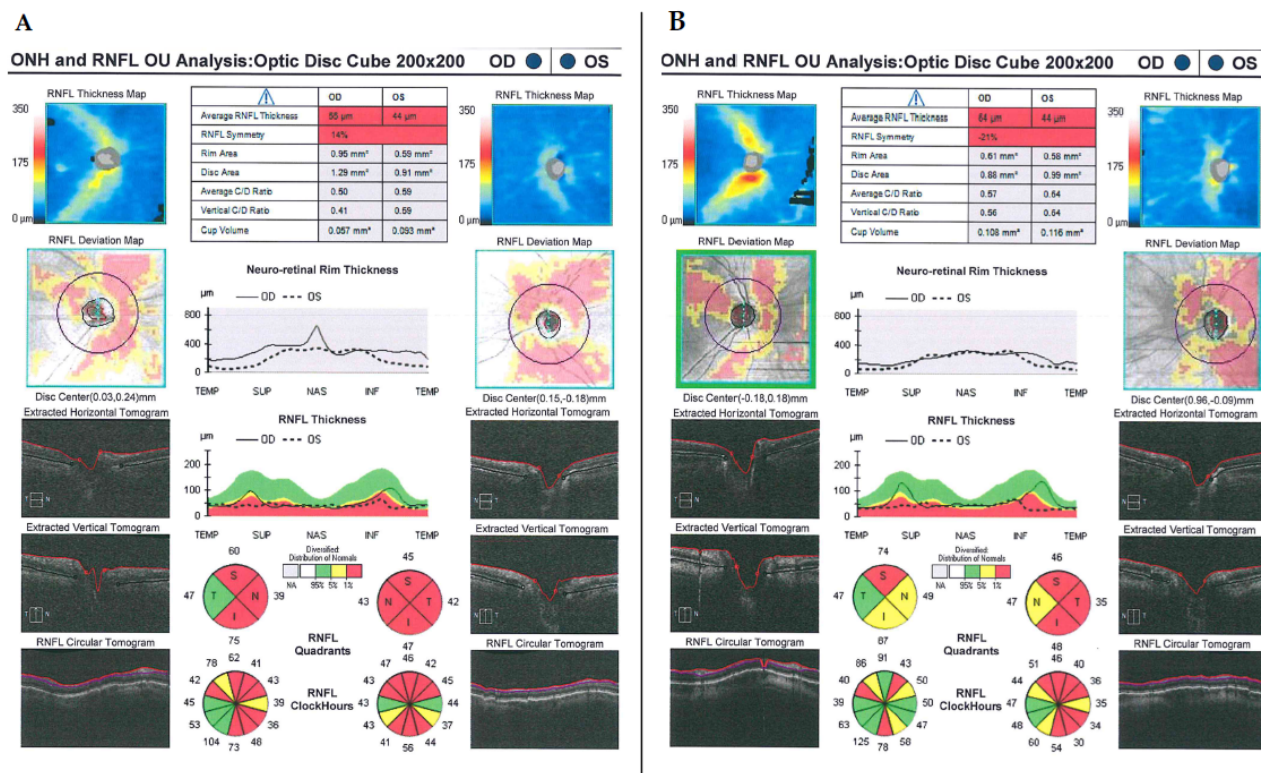 A
ONH and RNFL OU Analysis:Optic Disc Cube 200x200 OD OS
RNFL Thickness Map
350
175
0 µm
OD OS
Average RNFL Thickness 55 µm 44 µm
RNFL Symmetry 14%
Rim Area 0.95 mm² 0.59 mm²
Disc Area 1.29 mm² 0.91 mm²
Average C/D Ratio 0.50 0.59
Vertical C/D Ratio 0.41 0.59
Cup Volume 0.057 mm³ 0.093 mm³
RNFL Thickness Map
350
175
0 µm
RNFL Deviation Map
Disc Center(0.03,0.24)mm
Neuro-retinal Rim Thickness
µm OD OS
800
400
0
TEMP SUP NAS INF TEMP
RNFL Deviation Map
Disc Center(0.15,-0.18)mm
Extracted Horizontal Tomogram
T N
RNFL Thickness
µm OD OS
200
100
0
TEMP SUP NAS INF TEMP
Extracted Horizontal Tomogram
T N
Extracted Vertical Tomogram
T N
Diversified:
Distribution of Normals
NA 95% 5% 1%
60
47 S T N I 39
75
45
43 S N T I 42
47
RNFL
Quadrants
Extracted Vertical Tomogram
T N
RNFL Circular Tomogram
62
78 41
42 43
45 39
53 36
104 48
73
RNFL
ClockHours
46
47 42
43 45
43 44
43 37
41 44
56
RNFL Circular Tomogram
B
ONH and RNFL OU Analysis:Optic Disc Cube 200x200 OD OS
RNFL Thickness Map
350
175
0 µm
OD OS
Average RNFL Thickness 64 µm 44 µm
RNFL Symmetry -21%
Rim Area 0.61 mm² 0.58 mm²
Disc Area 0.88 mm² 0.99 mm²
Average C/D Ratio 0.57 0.64
Vertical C/D Ratio 0.56 0.64
Cup Volume 0.108 mm³ 0.116 mm³
RNFL Thickness Map
350
175
0 µm
RNFL Deviation Map
Disc Center(-0.18,0.18)mm
Neuro-retinal Rim Thickness
µm OD OS
800
400
0
TEMP SUP NAS INF TEMP
RNFL Deviation Map
Disc Center(0.96,-0.09)mm
Extracted Horizontal Tomogram
T N
RNFL Thickness
µm OD OS
200
100
0
TEMP SUP NAS INF TEMP
Extracted Horizontal Tomogram
T N
Extracted Vertical Tomogram
T N
Diversified:
Distribution of Normals
NA 95% 5% 1%
74
47 S T N I 49
87
46
47 S N T I 35
48
RNFL
Quadrants
Extracted Vertical Tomogram
T N
RNFL Circular Tomogram
91
86 43
40 50
39 50
63 47
125 58
78
RNFL
ClockHours
46
51 40
44 36
47 35
48 34
60 30
54
RNFL Circular Tomogram